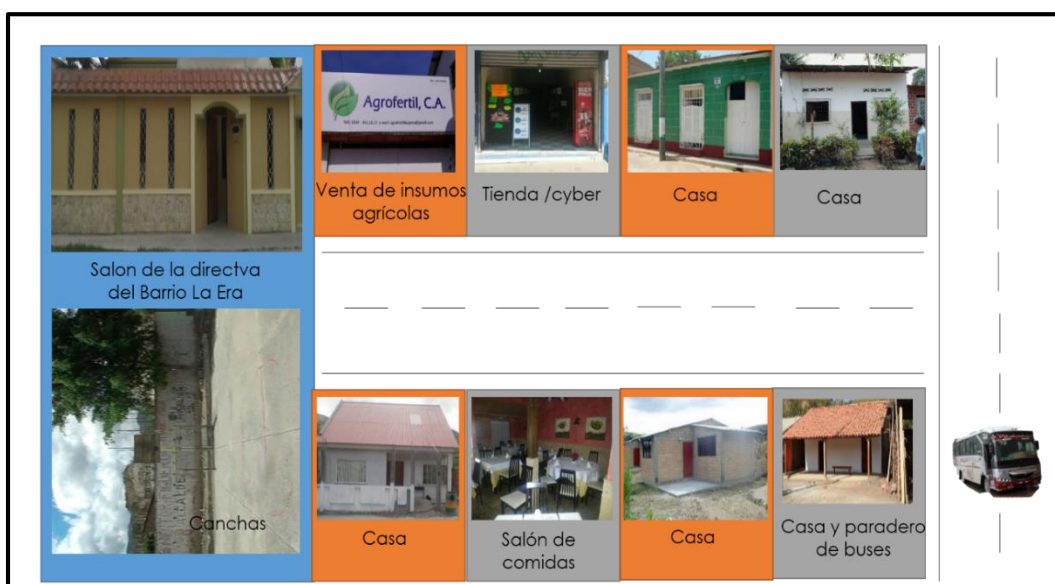 Agrofertil, C.A.
Venta de insumos
agrícolas
Tienda /cyber
Casa
Casa
Salon de la directva
del Barrio La Era
Canchas
Casa
Salón de
comidas
Casa
Casa y paradero
de buses